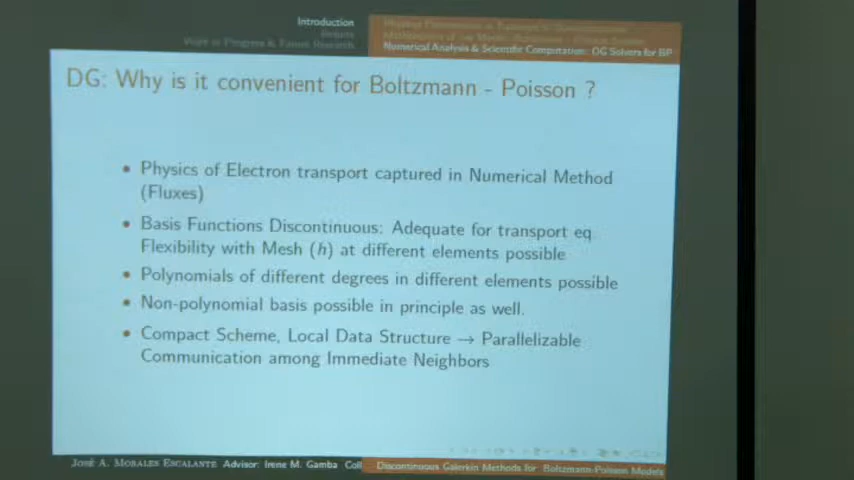 Introduction
Results
Work in Progress & Future Research
Numerical Analysis & Scientific Computation: DG Solvers for BP
DG: Why is it convenient for Boltzmann - Poisson ?
Physics of Electron transport captured in Numerical Method
(Fluxes)
Basis Functions Discontinuous: Adequate for transport eq
Flexibility with Mesh (h) at different elements possible
Polynomials of different degrees in different elements possible
Non-polynomial basis possible in principle as well.
Compact Scheme, Local Data Structure → Parallelizable
Communication among Immediate Neighbors
José A. Morales Escalante Advisor: Irene M. Gamba Coll
Discontinuous Galerkin Methods for Boltzmann-Poisson Models